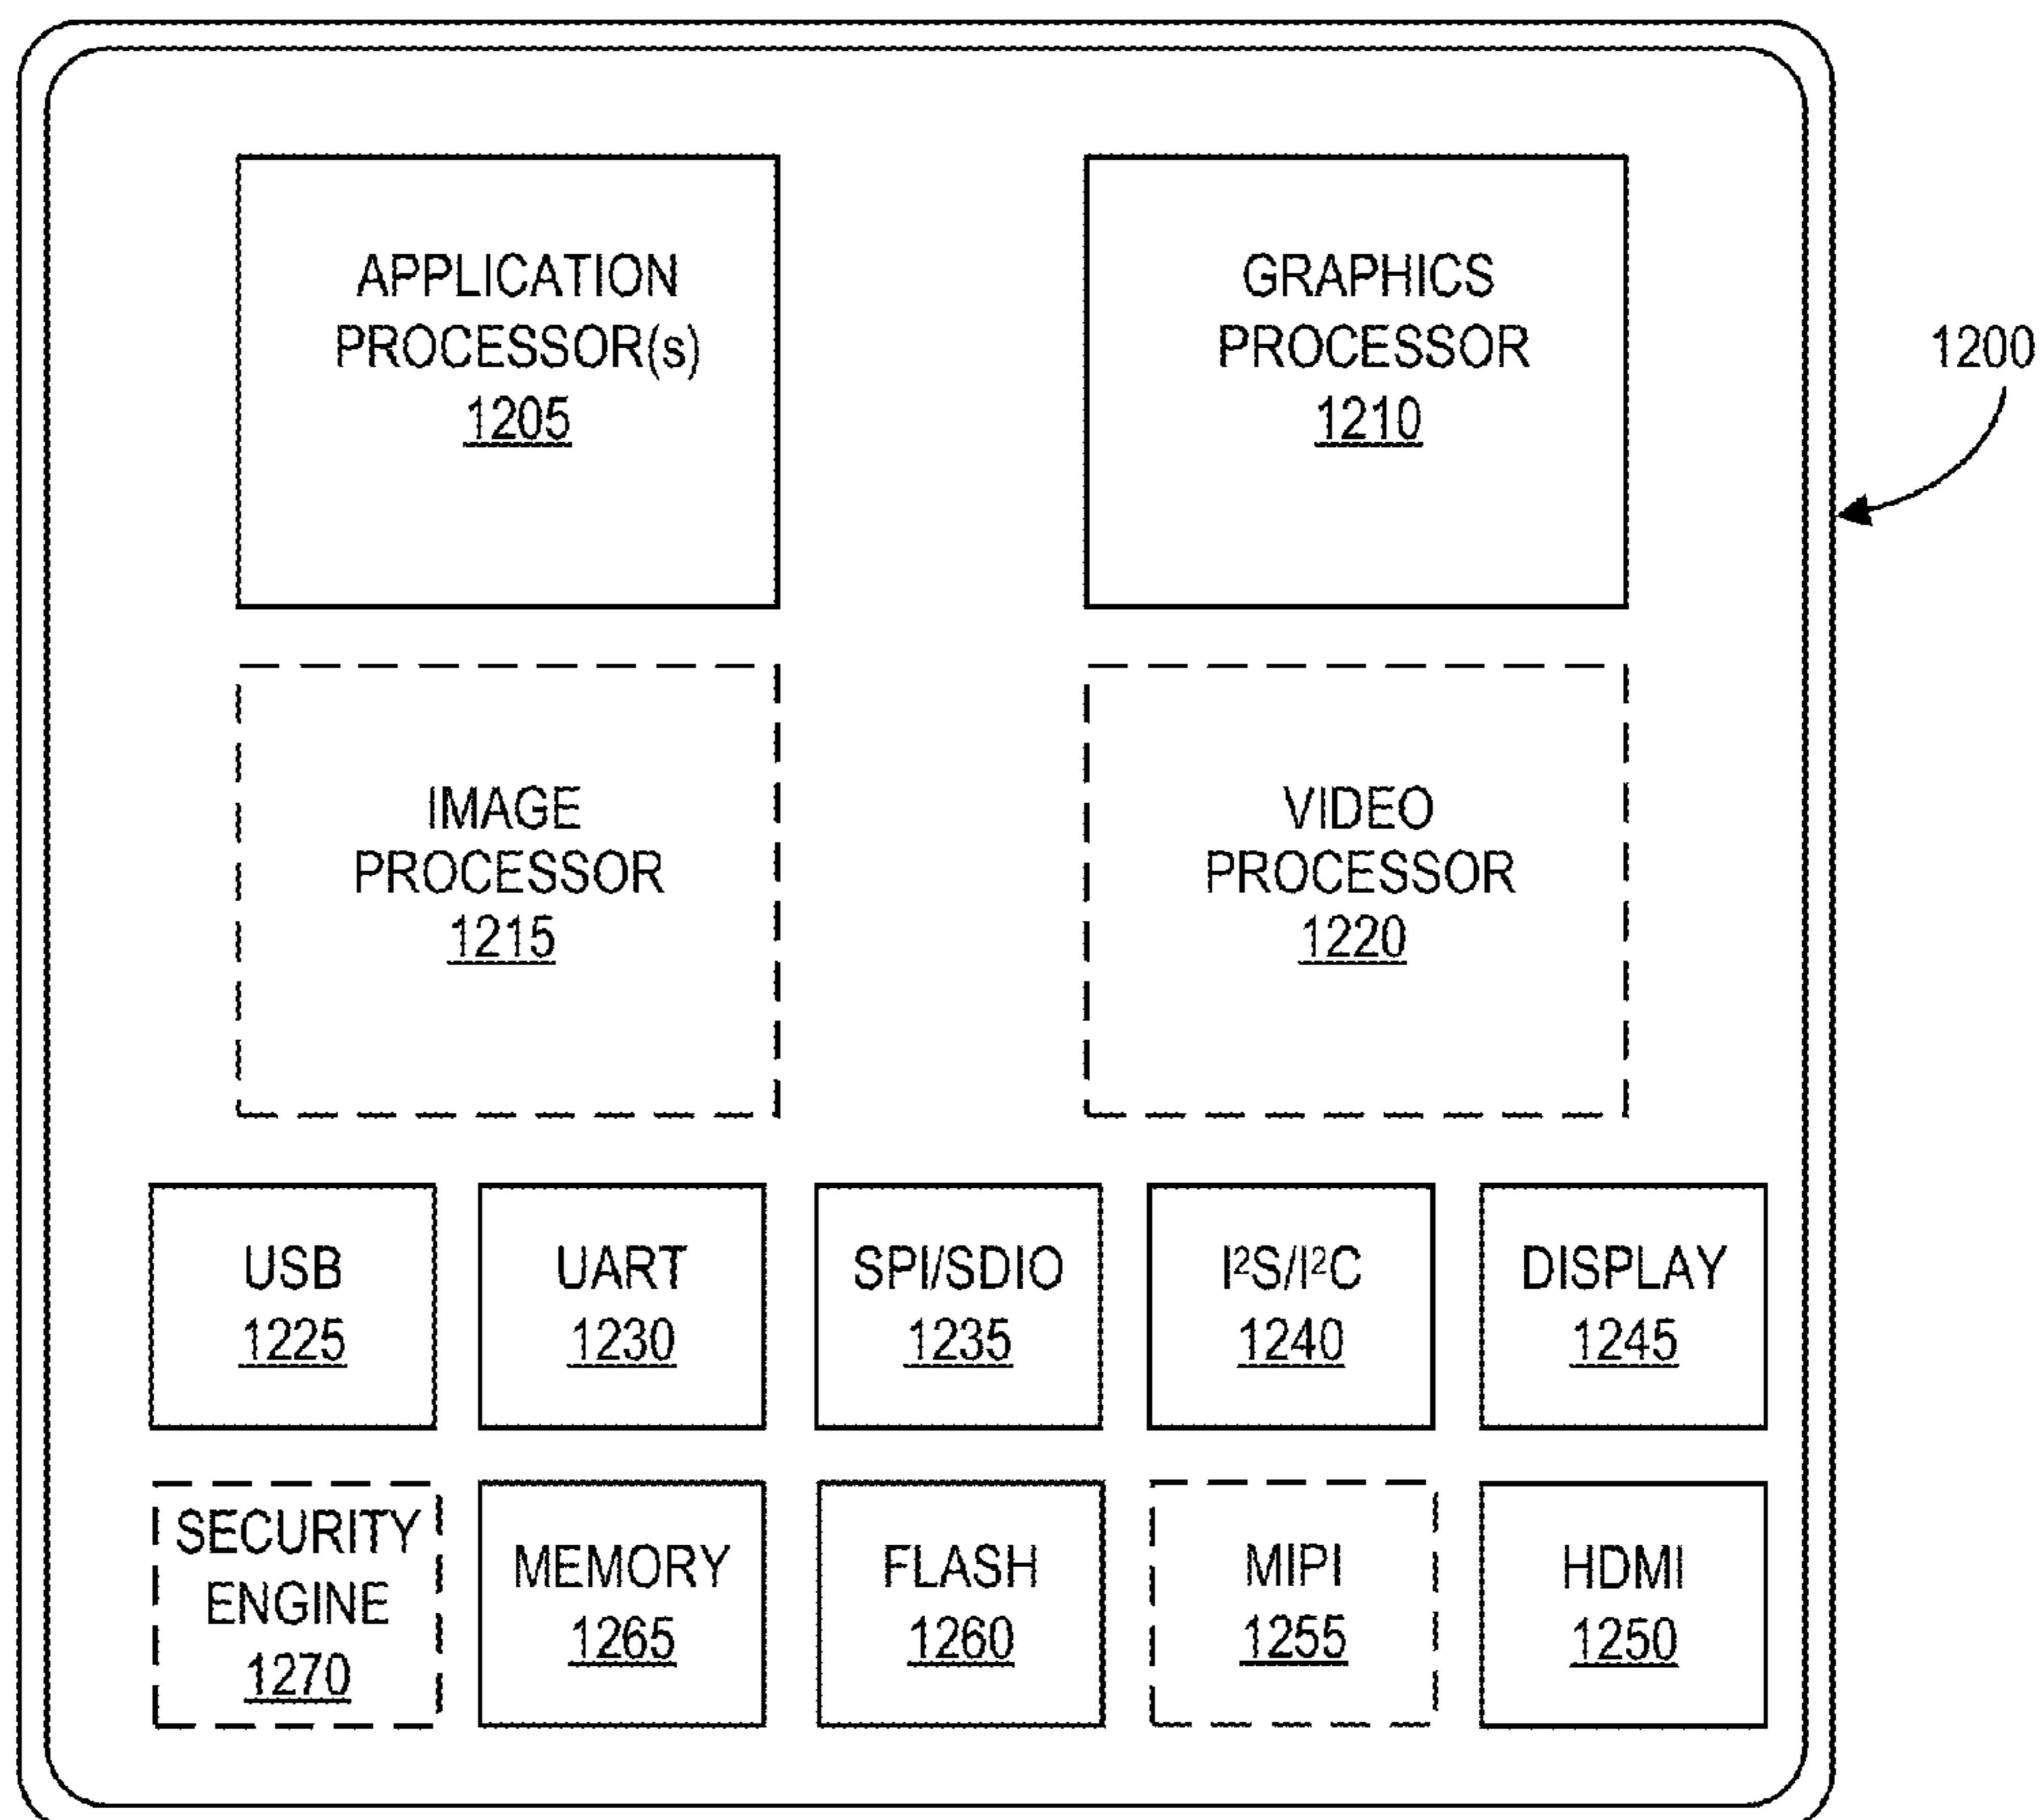 APPLICATION
PROCESSOR(s)
1205
GRAPHICS
PROCESSOR
1210
1200
IMAGE
PROCESSOR
1215
VIDEO
PROCESSOR
1220
USB
1225
UART
1230
SPI/SDIO
1235
I²S/I²C
1240
DISPLAY
1245
SECURITY
ENGINE
1270
MEMORY
1265
FLASH
1260
MIPI
1255
HDMI
1250